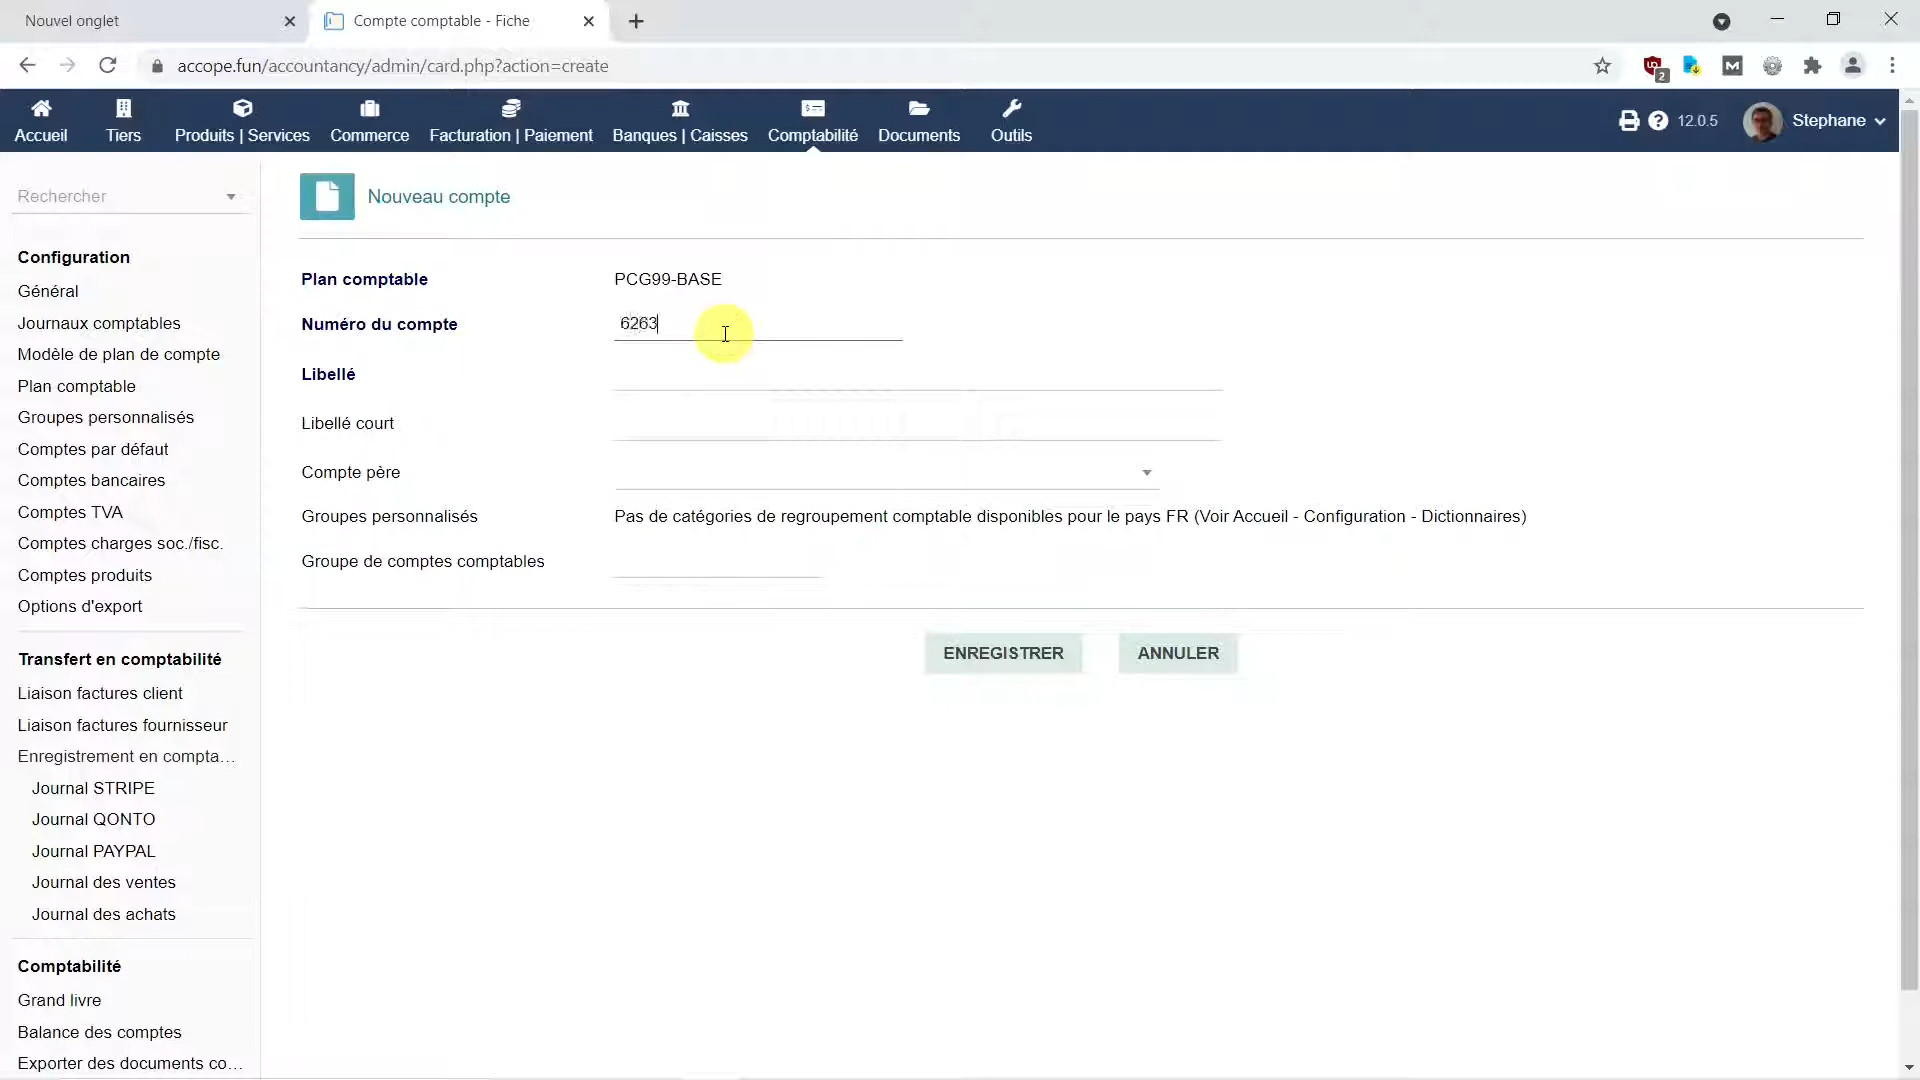 Nouvel onglet
Compte comptable - Fiche
accope.fun/accountancy/admin/card.php?action=create
2
Accueil
Tiers
Produits | Services
Commerce
Facturation | Paiement
Banques | Caisses
Comptabilité
Documents
Outils
12.0.5
Stephane
Rechercher
Configuration
Général
Journaux comptables
Modèle de plan de compte
Plan comptable
Groupes personnalisés
Comptes par défaut
Comptes bancaires
Comptes TVA
Comptes charges soc./fisc.
Comptes produits
Options d'export
Transfert en comptabilité
Liaison factures client
Liaison factures fournisseur
Enregistrement en compta...
Journal STRIPE
Journal QONTO
Journal PAYPAL
Journal des ventes
Journal des achats
Comptabilité
Grand livre
Balance des comptes
Exporter des documents co...
Nouveau compte
Plan comptable PCG99-BASE
Numéro du compte 6263
Libellé
Libellé court
Compte père
Groupes personnalisés Pas de catégories de regroupement comptable disponibles pour le pays FR (Voir Accueil - Configuration - Dictionnaires)
Groupe de comptes comptables
ENREGISTRER ANNULER